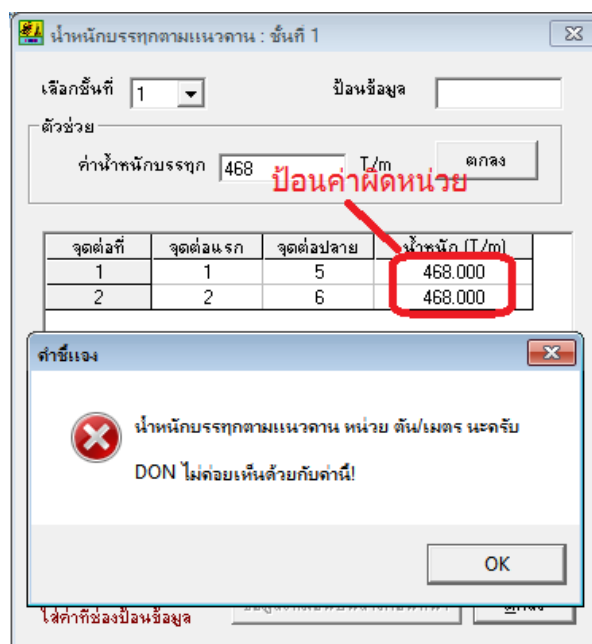 น้ำหนักบรรทุกตามแนวคาน : ชั้นที่ 1
เลือกชั้นที่ 1 ป้อนข้อมูล
ตัวช่วย
ค่าน้ำหนักบรรทุก 468 T/m ตกลง
ป้อนค่าผิดหน่วย
จุดต่อที่ จุดต่อแรก จุดต่อปลาย น้ำหนัก (T/m)
1 1 5 468.000
2 2 6 468.000
คำชี้แจง
น้ำหนักบรรทุกตามแนวคาน หน่วย ตัน/เมตร นะครับ
DON ไม่ค่อยเห็นด้วยกับค่านี้!
OK
ใส่ค่าที่ช่องป้อนข้อมูล